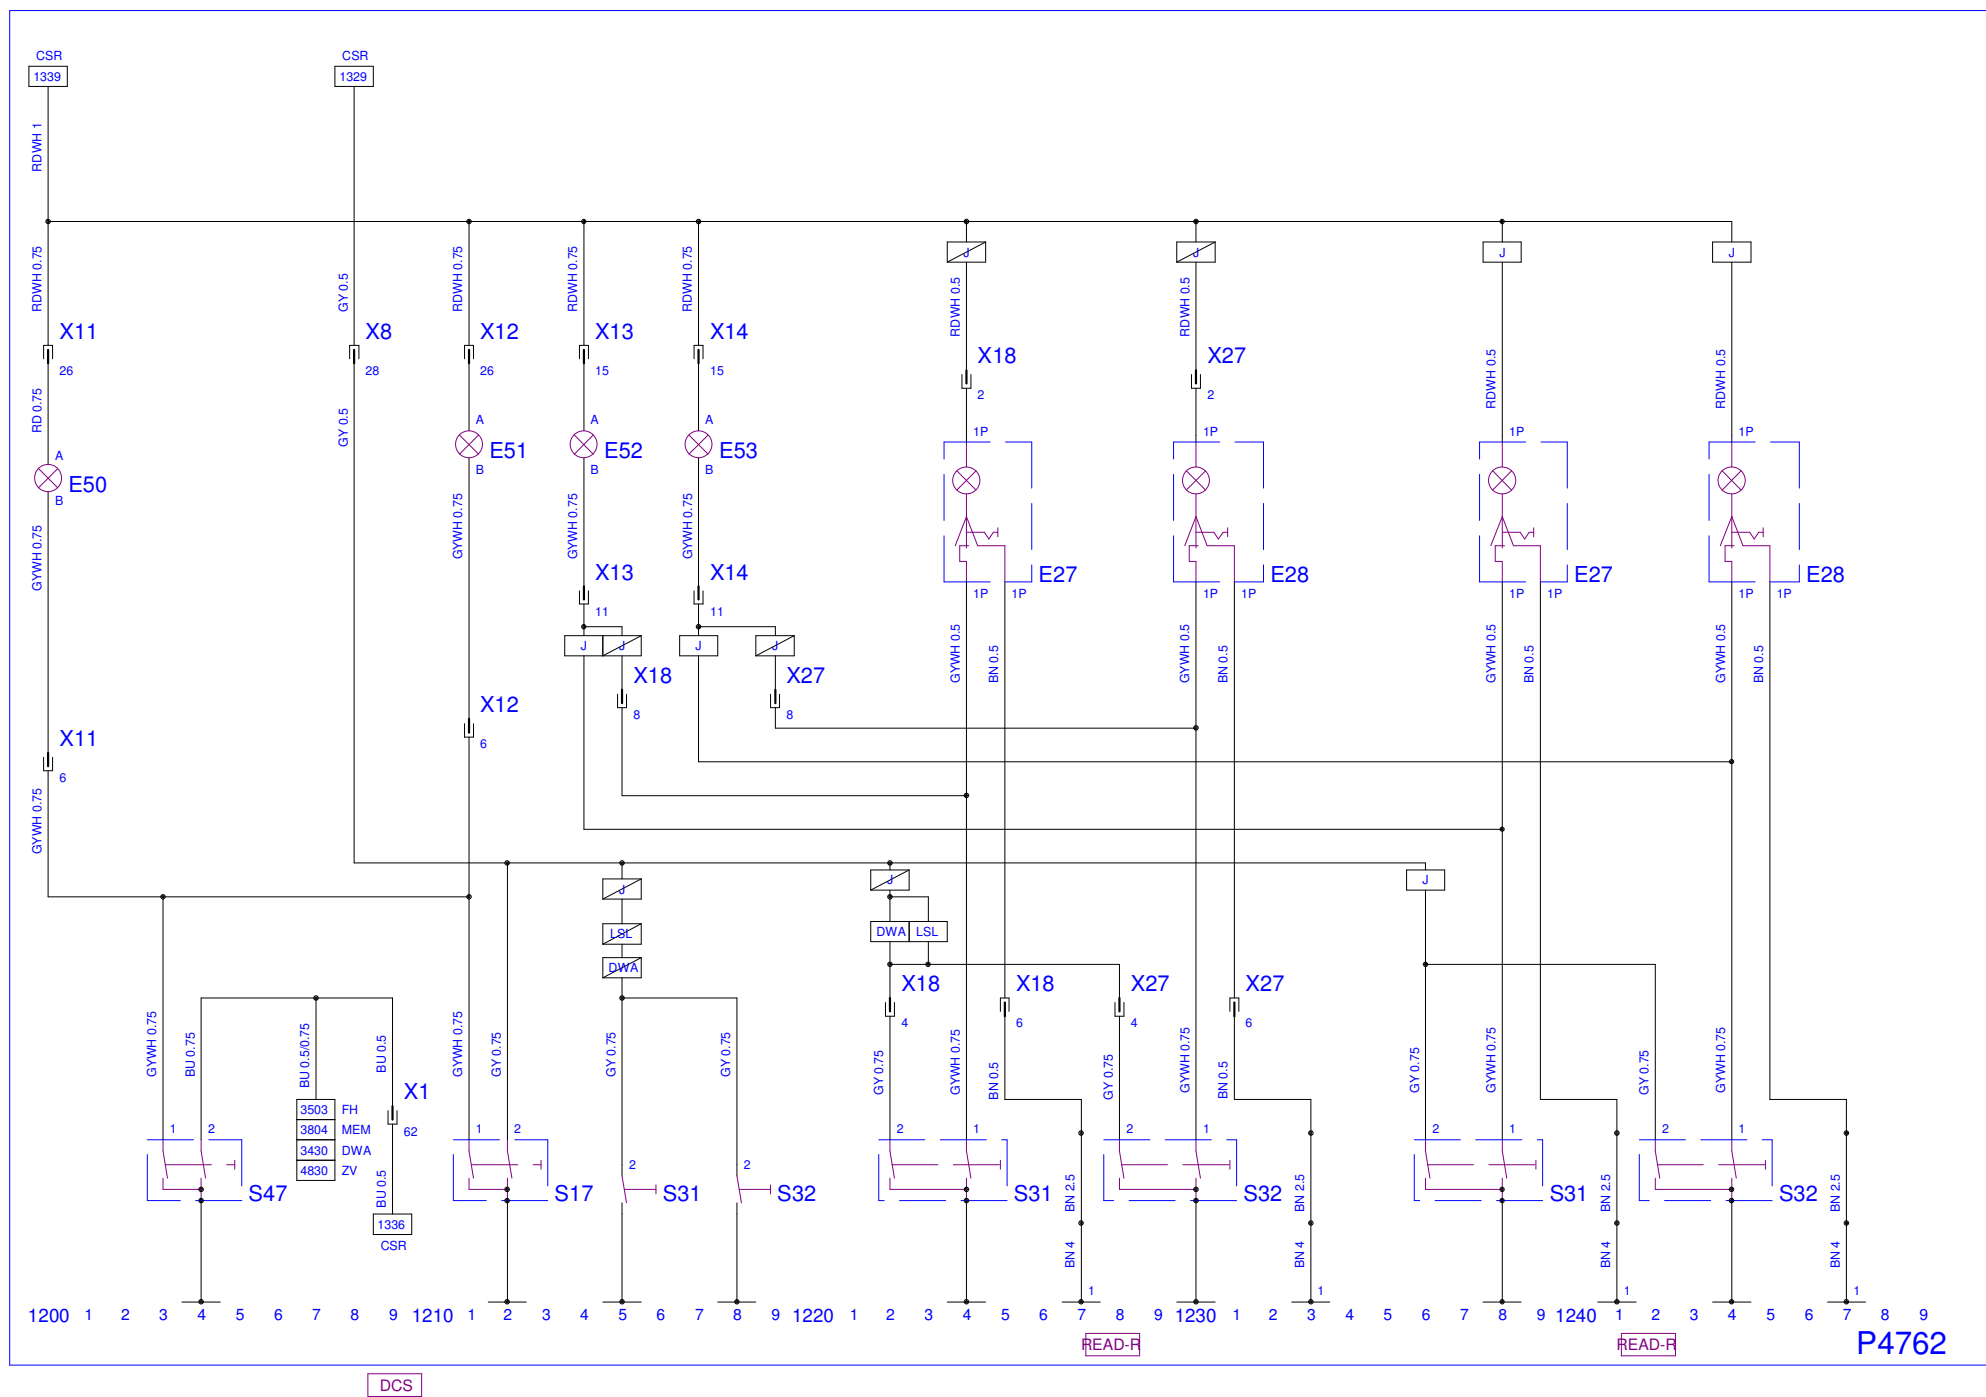 CSR CSR
1339 1329
RDWH 1
RDWH 0.75 GY 0.5 RDWH 0.75 RDWH 0.75 RDWH 0.75 J RDWH 0.5 J RDWH 0.5 J J
X11 X8 X12 X13 X14 X18 X27
26 28 26 15 15 2 2
RD 0.75 GY 0.5 RDWH 0.5 RDWH 0.5
A A A 1P 1P 1P 1P
E51 E52 E53
B B B
A
E50
B
GYWH 0.75 GYWH 0.75 GYWH 0.75 GYWH 0.75
X13 X14 E27 E28 E27 E28
11 11 1P 1P 1P 1P 1P 1P 1P 1P
J J J J GYWH 0.5 BN 0.5 GYWH 0.5 BN 0.5 GYWH 0.5 BN 0.5 GYWH 0.5 BN 0.5
X18 X27
8 8
X12
6
X11
6
GYWH 0.75
J J J
LSL DWA LSL
DWA
X18 X18 X27 X27
4 6 4 6
GYWH 0.75 BU 0.75 BU 0.5/0.75 BU 0.5 GYWH 0.75 GY 0.75 GY 0.75 GY 0.75 GY 0.75 GYWH 0.75 BN 0.5 GY 0.75 GYWH 0.75 BN 0.5 GY 0.75 GYWH 0.75 GY 0.75 GYWH 0.75
X1
62
3503 FH
3804 MEM
3430 DWA
4830 ZV
1 2 1 2 2 1 2 1 2 1 2 1
2 2
BU 0.5 BN 2.5 BN 2.5 BN 2.5 BN 2.5
S47 S17 S31 S32 S31 S32 S31 S32
1336
CSR
BN 4 BN 4 BN 4 BN 4
1 1 1 1
1200 1 2 3 4 5 6 7 8 9 1210 1 2 3 4 5 6 7 8 9 1220 1 2 3 4 5 6 7 8 9 1230 1 2 3 4 5 6 7 8 9 1240 1 2 3 4 5 6 7 8 9
READ-R READ-R P4762
DCS